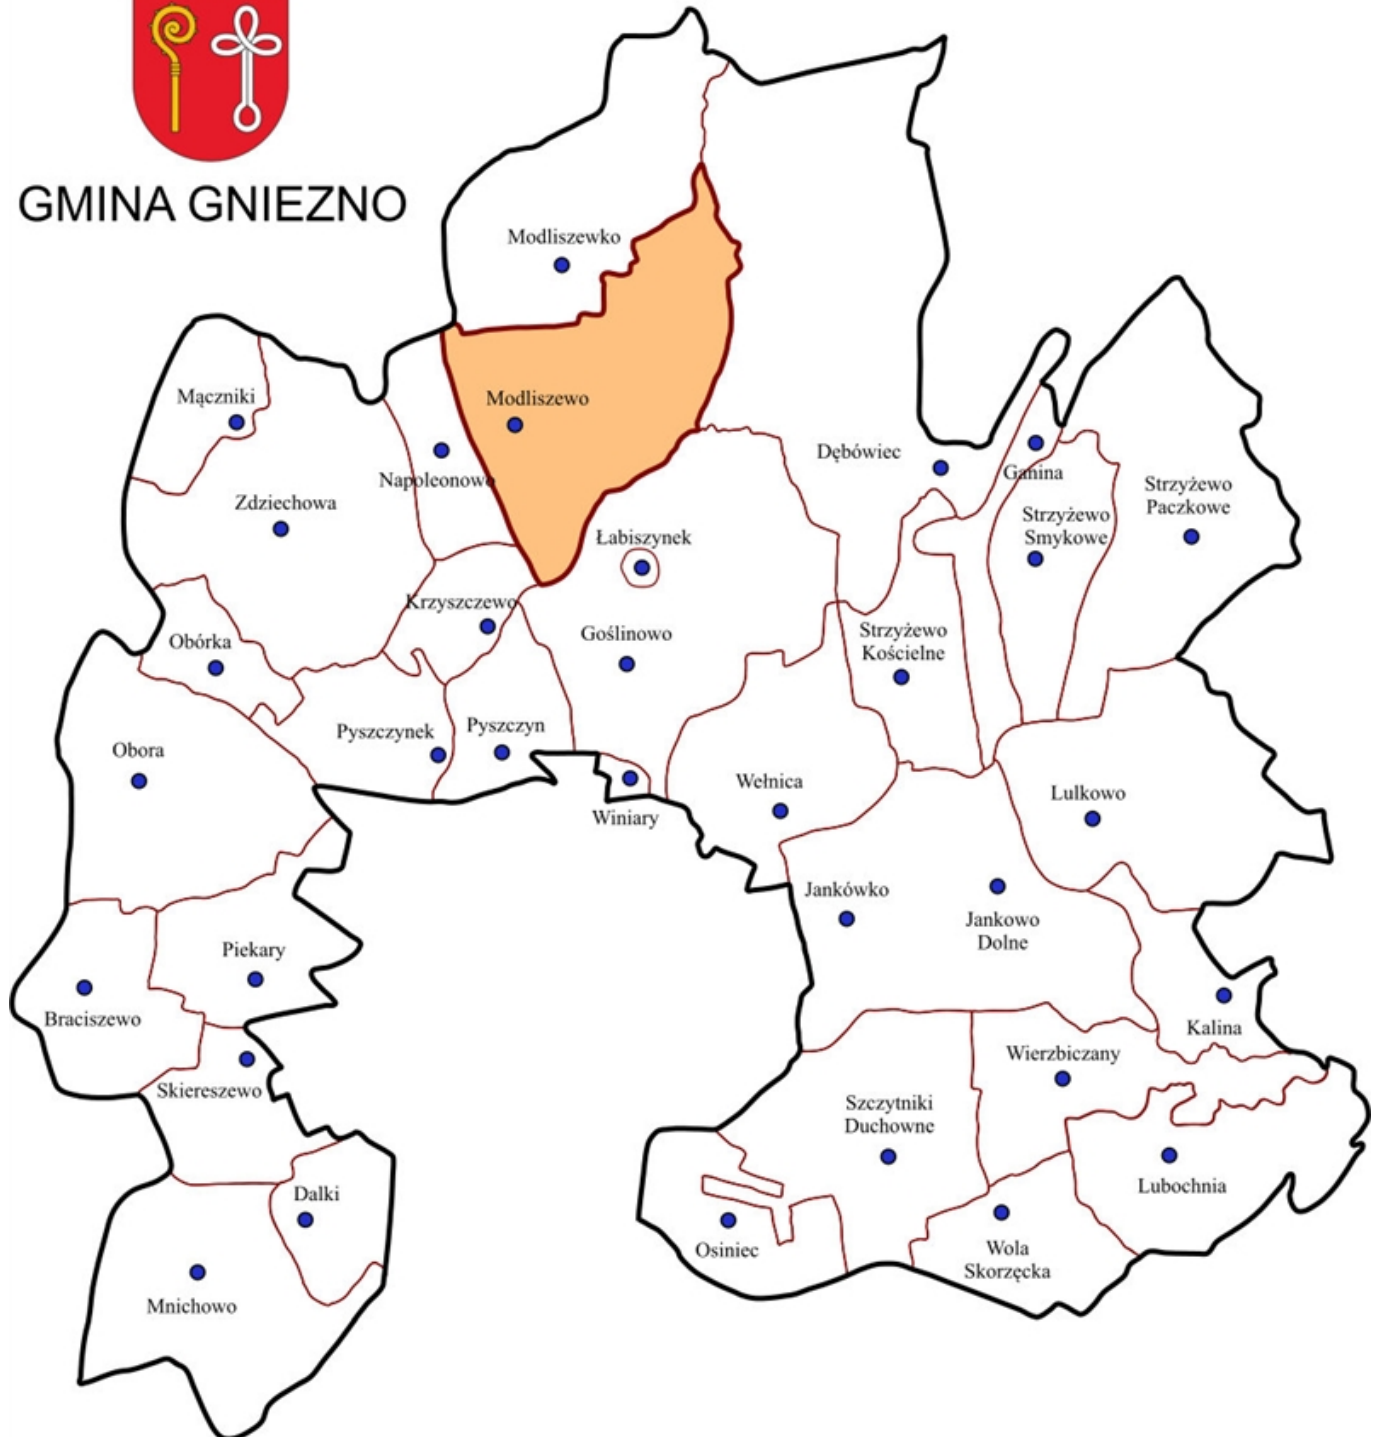 GMINA GNIEZNO
Modliszewko
Mączniki
Modliszewo
Napoleonowo
Dębówiec
Ganina
Zdziechowa
Strzyżewo
Paczkowe
Strzyżewo
Smykowe
Łabiszynek
Krzyszczewo
Goślinowo
Obórka
Strzyżewo
Kościelne
Pyszczynek
Pyszczyn
Obora
Wełnica
Winiary
Lulkowo
Jankówko
Jankowo
Dolne
Piekary
Braciszewo
Kalina
Wierzbiczany
Skiereszewo
Szczytniki
Duchowne
Dalki
Lubochnia
Osiniec
Wola
Skorzęcka
Mnichowo